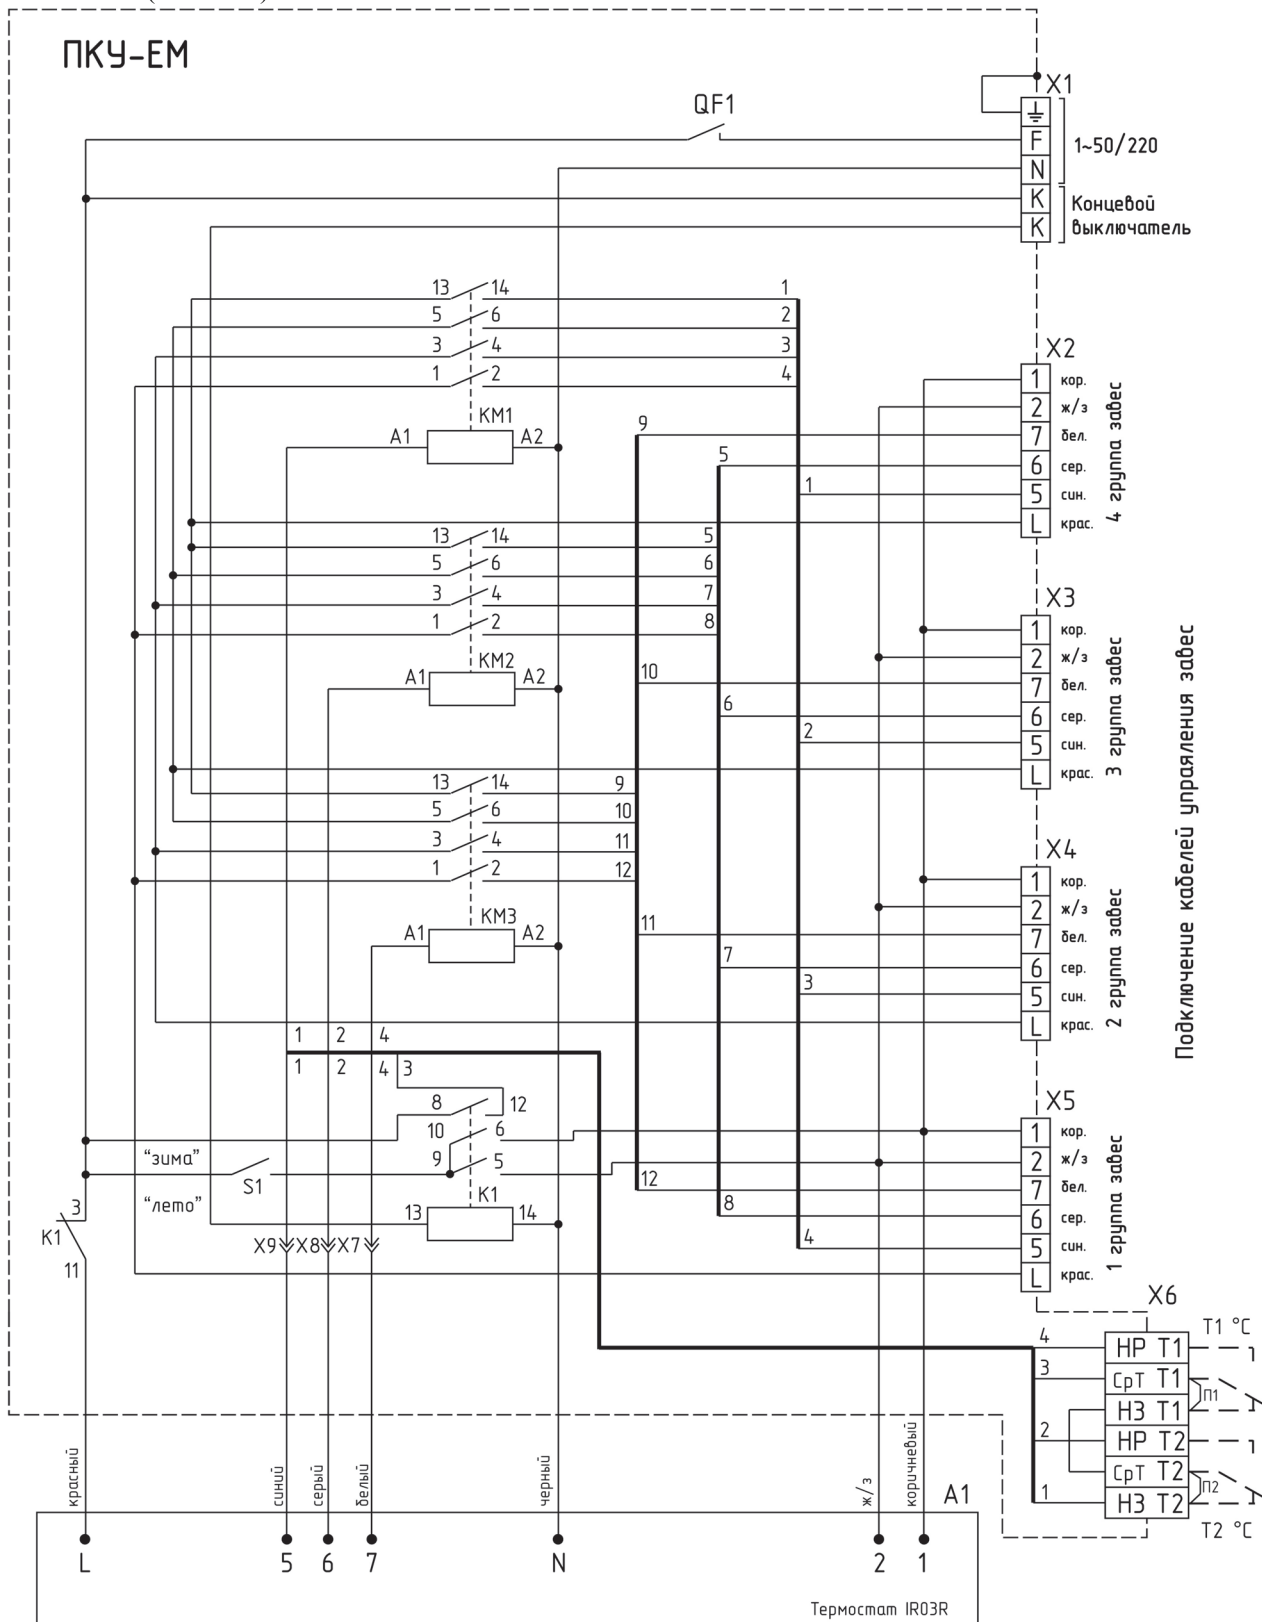 ПКУ-ЕМ
X1
QF1
F
1~50/220
N
K
Концевой
K
выключатель
13 14 1
5 6 2
3 4 3
1 2 4
KM1
A1 A2
X2
1 кор.
2 ж/з
9 7 бел.
5 6 сер.
1 5 син.
L крас.
4 группа завес
13 14 5
5 6 6
3 4 7
1 2 8
KM2
A1 A2
X3
1 кор.
2 ж/з
10 7 бел.
6 6 сер.
2 5 син.
L крас.
3 группа завес
13 14 9
5 6 10
3 4 11
1 2 12
KM3
A1 A2
X4
1 кор.
2 ж/з
11 7 бел.
7 6 сер.
3 5 син.
L крас.
2 группа завес
Подключение кабелей упраяления завес
1 2 4
1 2 4 3
8 12
10 6
9 5
"зима"
S1
"лето"
K1
13 14
3
K1
11
X9 X8 X7
X5
1 кор.
2 ж/з
12 7 бел.
8 6 сер.
4 5 син.
L крас.
1 группа завес
X6
T1 °C
4 НР T1
3 СрТ T1
П1
НЗ T1
2 НР T2
СрТ T2
П2
1 НЗ T2
T2 °C
красный
синий
серый
белый
черный
ж/з
коричневый
A1
L 5 6 7 N 2 1
Термостат IR03R